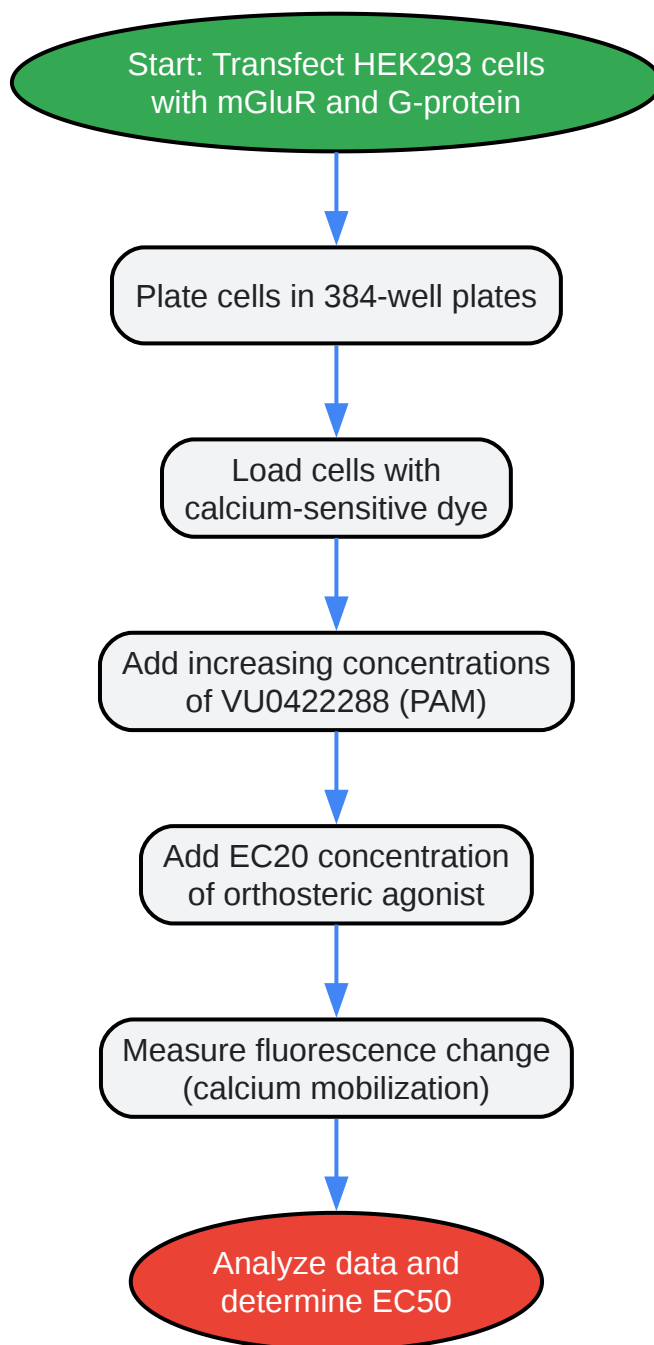 Start: Transfect HEK293 cells
with mGluR and G-protein
Plate cells in 384-well plates
Load cells with
calcium-sensitive dye
Add increasing concentrations
of VU0422288 (PAM)
Add EC20 concentration
of orthosteric agonist
Measure fluorescence change
(calcium mobilization)
Analyze data and
determine EC50